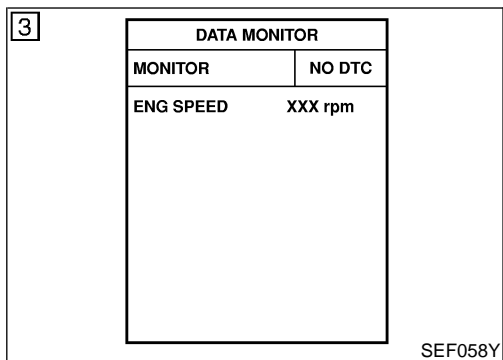 3
DATA MONITOR
MONITOR NO DTC
ENG SPEED XXX rpm
SEF058Y